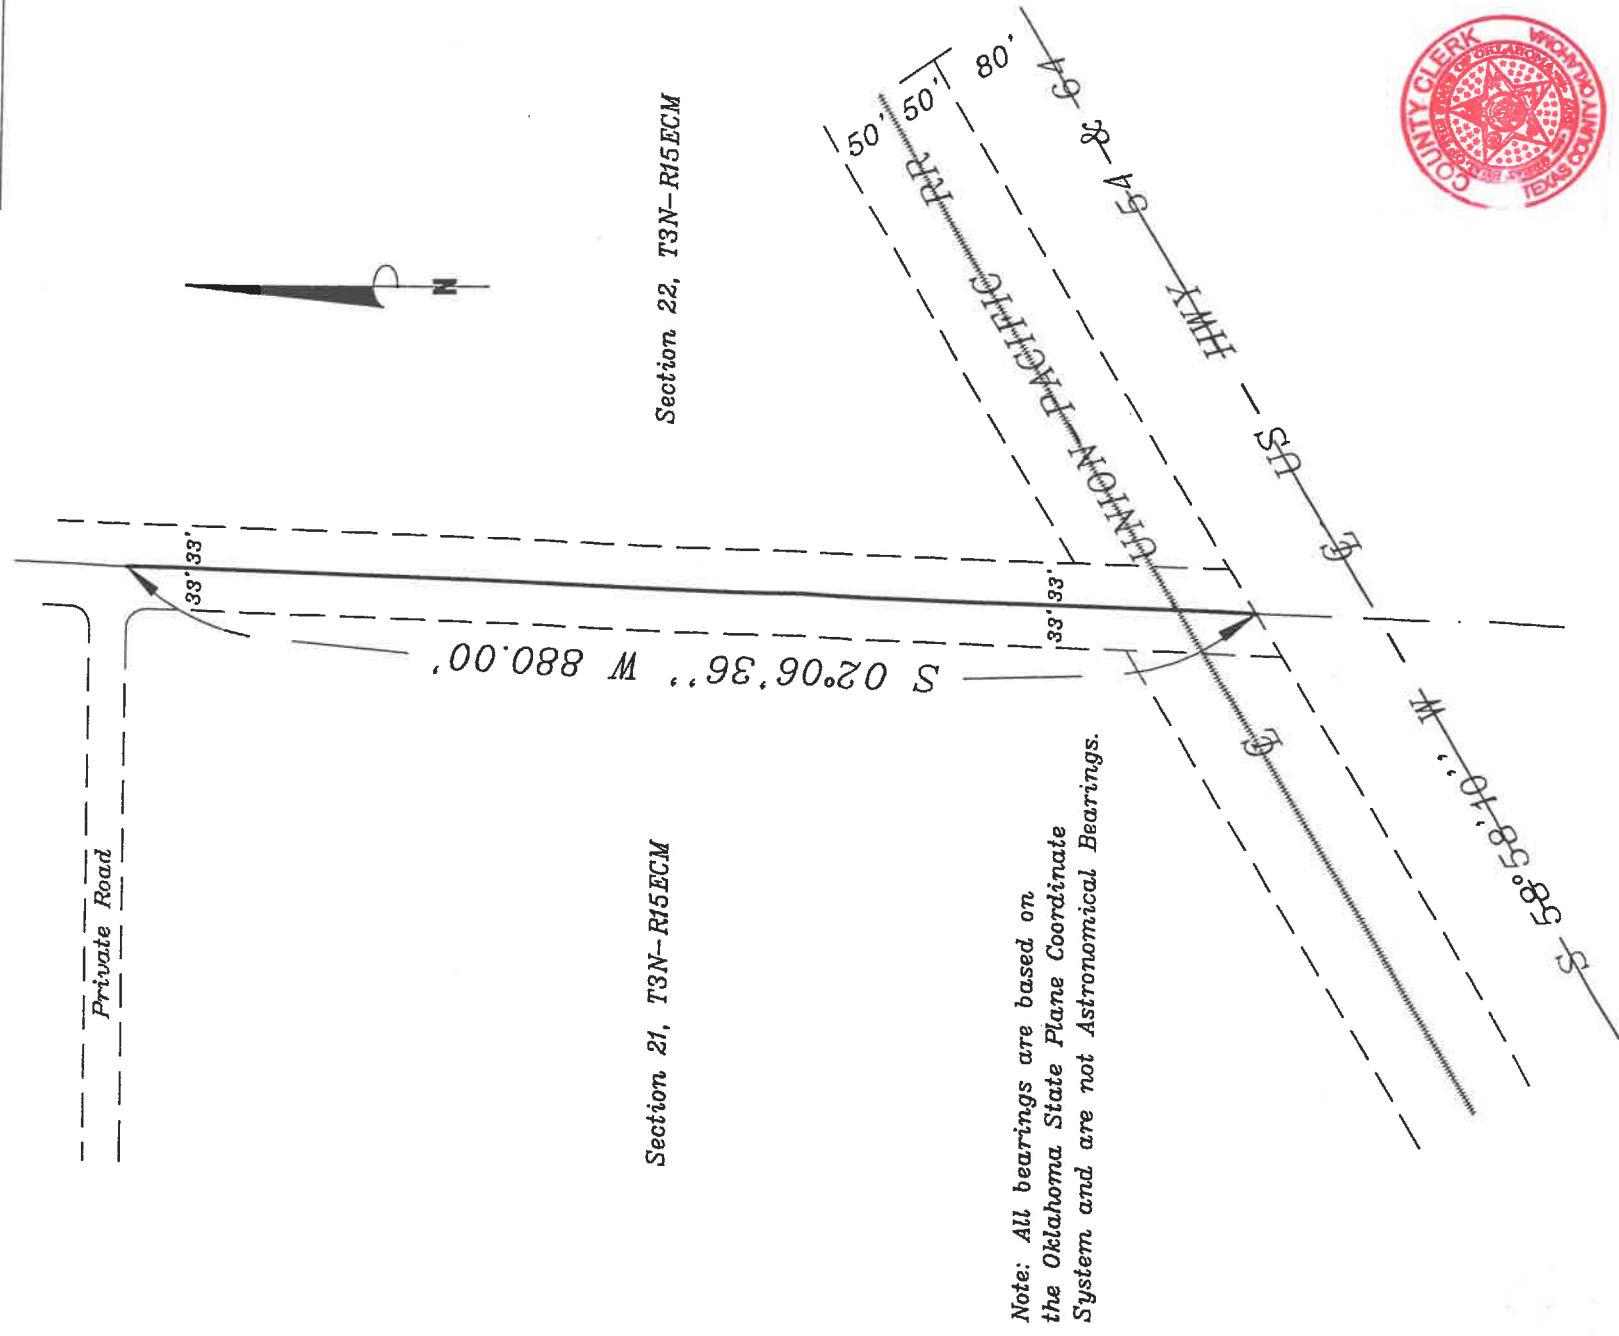 Private Road
33' 33'
Section 22, T3N-R15ECM
N
S 02°06'36'' W 880.00'
Section 21, T3N-R15ECM
33' 33'
50' 50' 80'
UNION PACIFIC RR
℄
S 58°58'10'' W ℄ US HWY 54 & 64
Note: All bearings are based on
the Oklahoma State Plane Coordinate
System and are not Astronomical Bearings.
COUNTY CLERK
TEXAS COUNTY OKLAHOMA